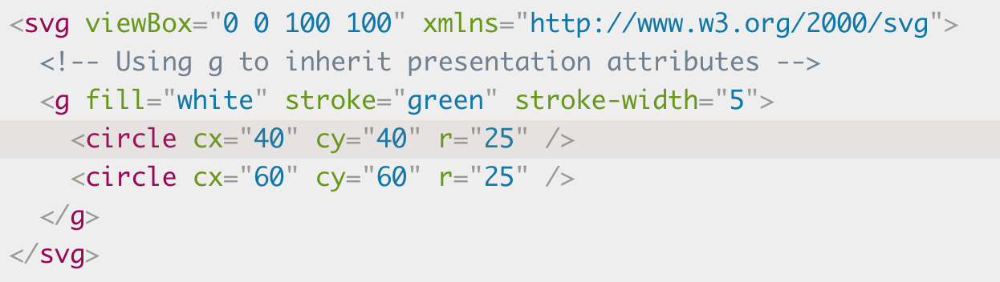 <svg viewBox="0 0 100 100" xmlns="http://www.w3.org/2000/svg">
  <!-- Using g to inherit presentation attributes -->
  <g fill="white" stroke="green" stroke-width="5">
    <circle cx="40" cy="40" r="25" />
    <circle cx="60" cy="60" r="25" />
  </g>
</svg>